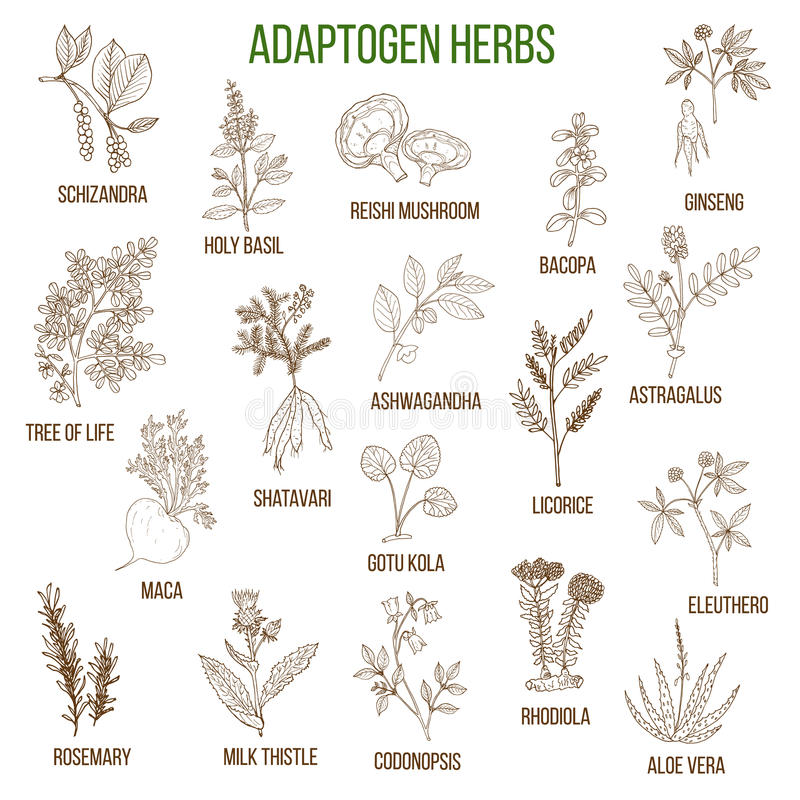 ADAPTOGEN HERBS
SCHIZANDRA
HOLY BASIL
REISHI MUSHROOM
BACOPA
GINSENG
TREE OF LIFE
SHATAVARI
ASHWAGANDHA
LICORICE
ASTRAGALUS
MACA
GOTU KOLA
ELEUTHERO
ROSEMARY
MILK THISTLE
CODONOPSIS
RHODIOLA
ALOE VERA
dreamstime